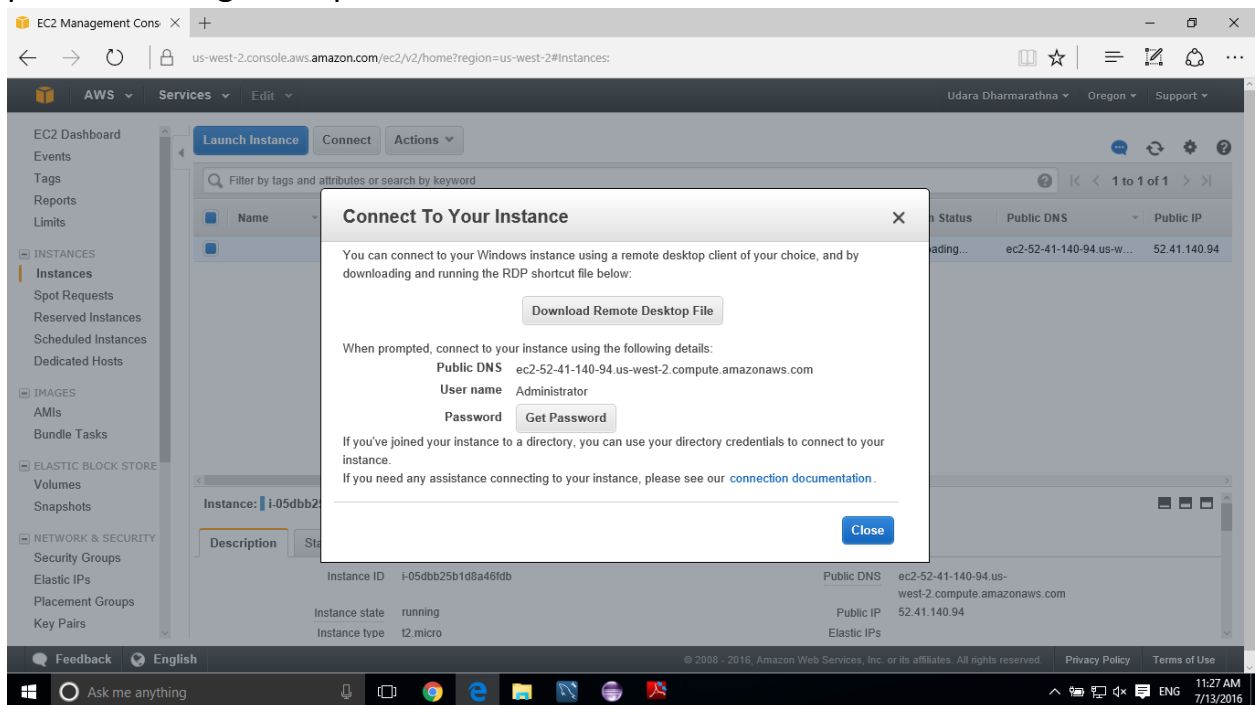 EC2 Management Cons
us-west-2.console.aws.amazon.com/ec2/v2/home?region=us-west-2#Instances:
AWS Services Edit Udara Dharmarathna Oregon Support
EC2 Dashboard
Events
Tags
Reports
Limits
INSTANCES
Instances
Spot Requests
Reserved Instances
Scheduled Instances
Dedicated Hosts
IMAGES
AMIs
Bundle Tasks
ELASTIC BLOCK STORE
Volumes
Snapshots
NETWORK & SECURITY
Security Groups
Elastic IPs
Placement Groups
Key Pairs
Launch Instance Connect Actions
Filter by tags and attributes or search by keyword 1 to 1 of 1
Name Status Public DNS Public IP
ading... ec2-52-41-140-94.us-w... 52.41.140.94
Connect To Your Instance
You can connect to your Windows instance using a remote desktop client of your choice, and by
downloading and running the RDP shortcut file below:
Download Remote Desktop File
When prompted, connect to your instance using the following details:
Public DNS ec2-52-41-140-94.us-west-2.compute.amazonaws.com
User name Administrator
Password Get Password
If you've joined your instance to a directory, you can use your directory credentials to connect to your
instance.
If you need any assistance connecting to your instance, please see our connection documentation.
Close
Instance: i-05dbb2
Description Sta
Instance ID i-05dbb25b1d8a46fdb Public DNS ec2-52-41-140-94.us-
west-2.compute.amazonaws.com
Instance state running Public IP 52.41.140.94
Instance type t2.micro Elastic IPs
Feedback English © 2008 - 2016, Amazon Web Services, Inc. or its affiliates. All rights reserved. Privacy Policy Terms of Use
Ask me anything ENG 11:27 AM
7/13/2016